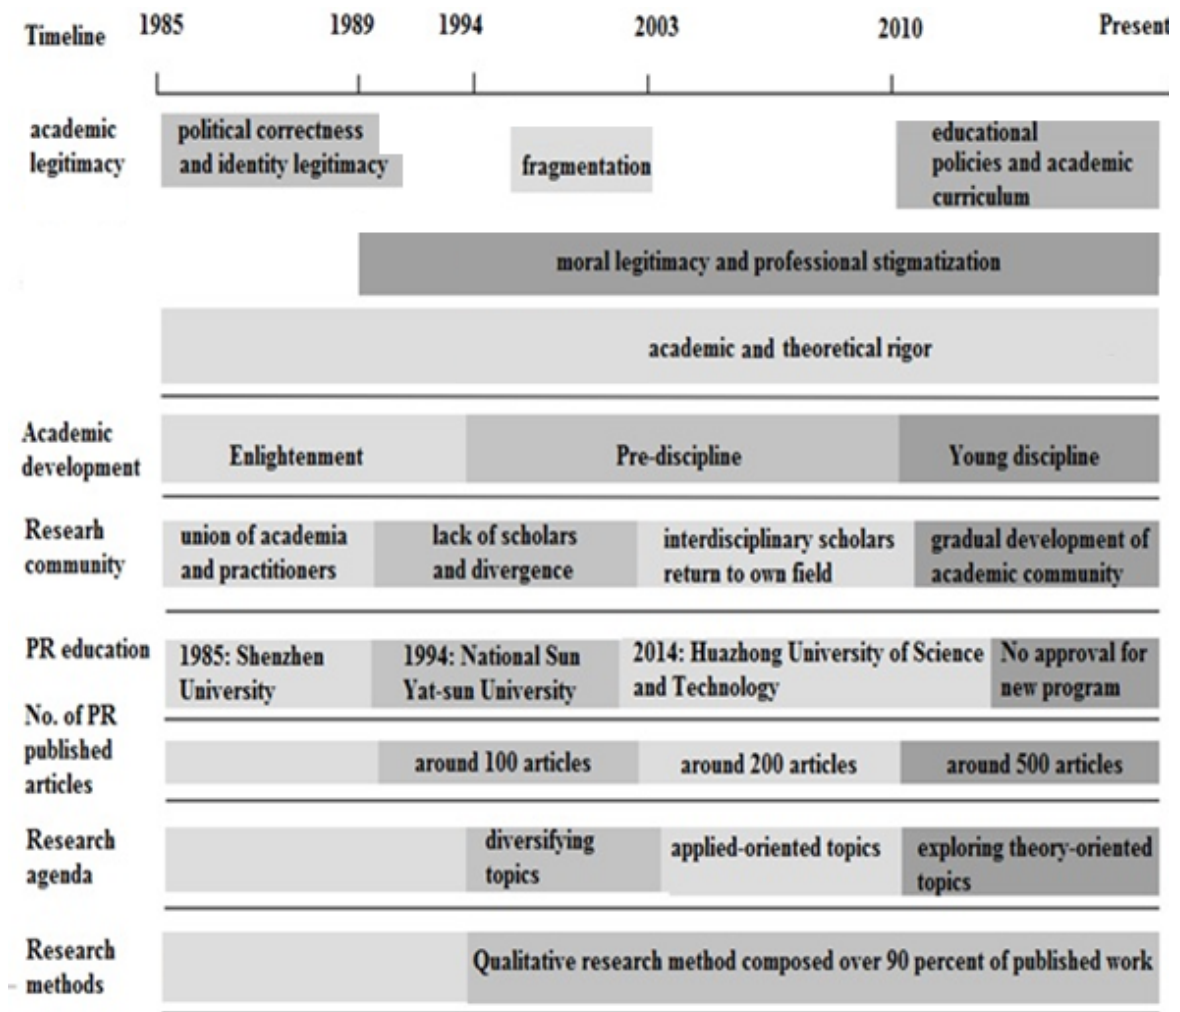 Timeline 1985 1989 1994 2003 2010 Present
academic
legitimacy
political correctness
and identity legitimacy
fragmentation
educational
policies and academic
curriculum
moral legitimacy and professional stigmatization
academic and theoretical rigor
Academic
development
Enlightenment
Pre-discipline
Young discipline
Researh
community
union of academia
and practitioners
lack of scholars
and divergence
interdisciplinary scholars
return to own field
gradual development of
academic community
PR education
1985: Shenzhen
University
1994: National Sun
Yat-sun University
2014: Huazhong University of Science
and Technology
No approval for
new program
No. of PR
published
articles
around 100 articles
around 200 articles
around 500 articles
Research
agenda
diversifying
topics
applied-oriented topics
exploring theory-oriented
topics
Research
methods
Qualitative research method composed over 90 percent of published work